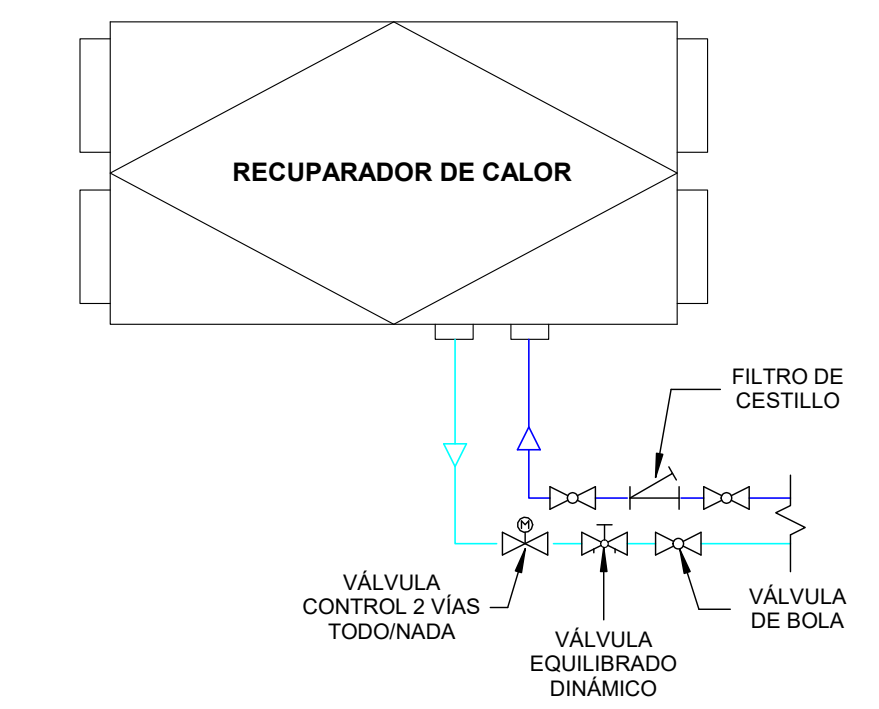 RECUPARADOR DE CALOR
FILTRO DE
CESTILLO
M
VÁLVULA
CONTROL 2 VÍAS
TODO/NADA
VÁLVULA
EQUILIBRADO
DINÁMICO
VÁLVULA
DE BOLA